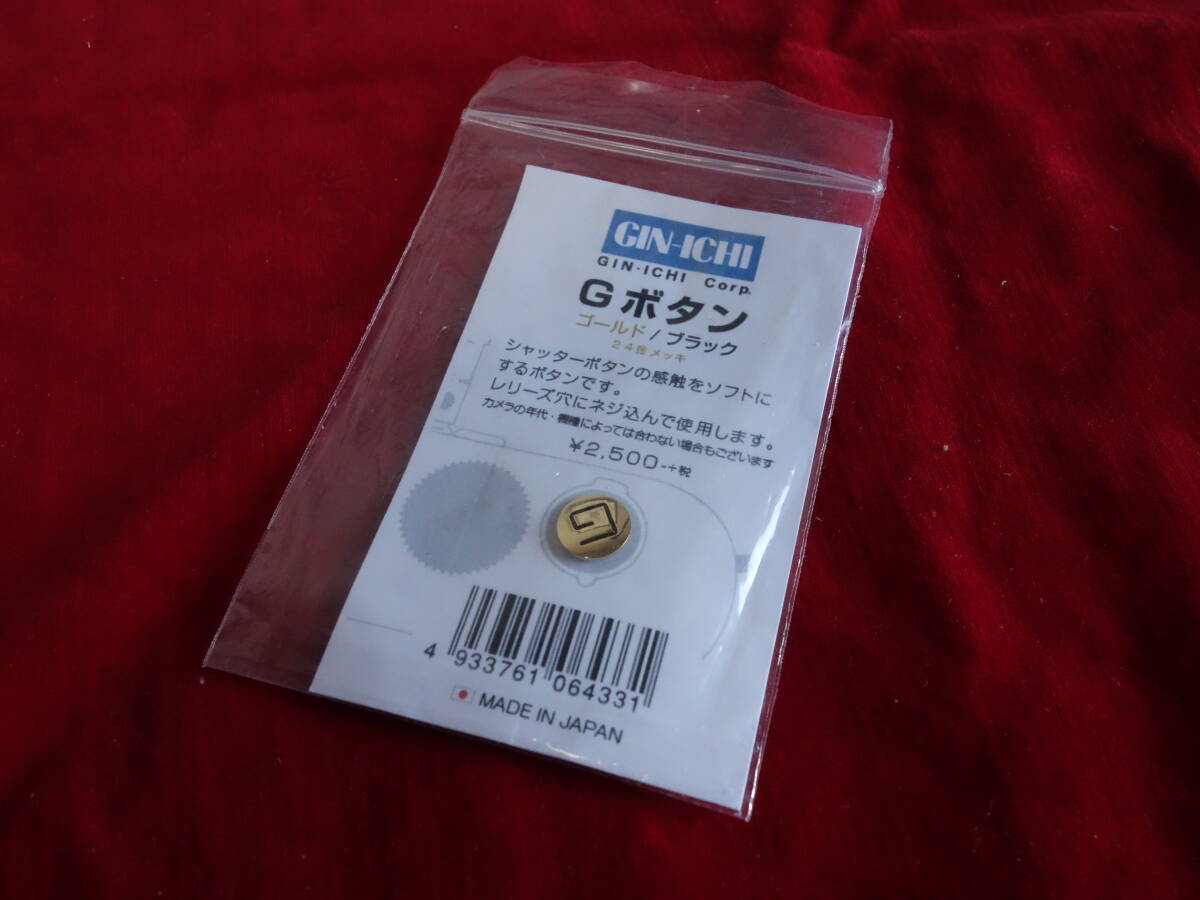 GIN-ICHI
GIN-ICHI Corp.
Gボタン
ゴールド/ブラック
24金メッキ
シャッターボタンの感触をソフトに
するボタンです。
レリーズ穴にネジ込んで使用します。
カメラの年代・機種によっては合わない場合もございます
¥2,500-+税
G
4 933761 064331
MADE IN JAPAN